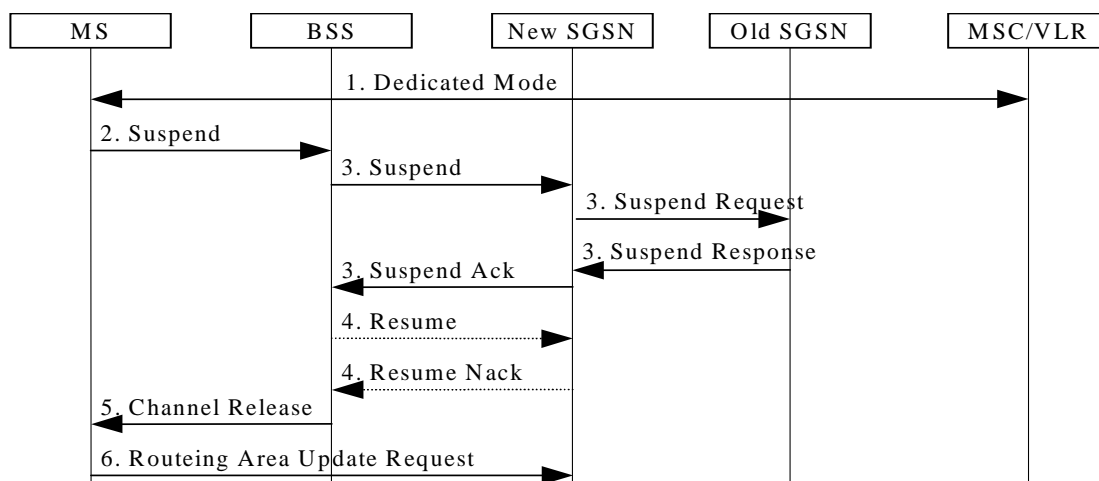 MS
BSS
New SGSN
Old SGSN
MSC/VLR
1. Dedicated Mode
2. Suspend
3. Suspend
3. Suspend Request
3. Suspend Response
3. Suspend Ack
4. Resume
4. Resume Nack
5. Channel Release
6. Routeing Area Update Request